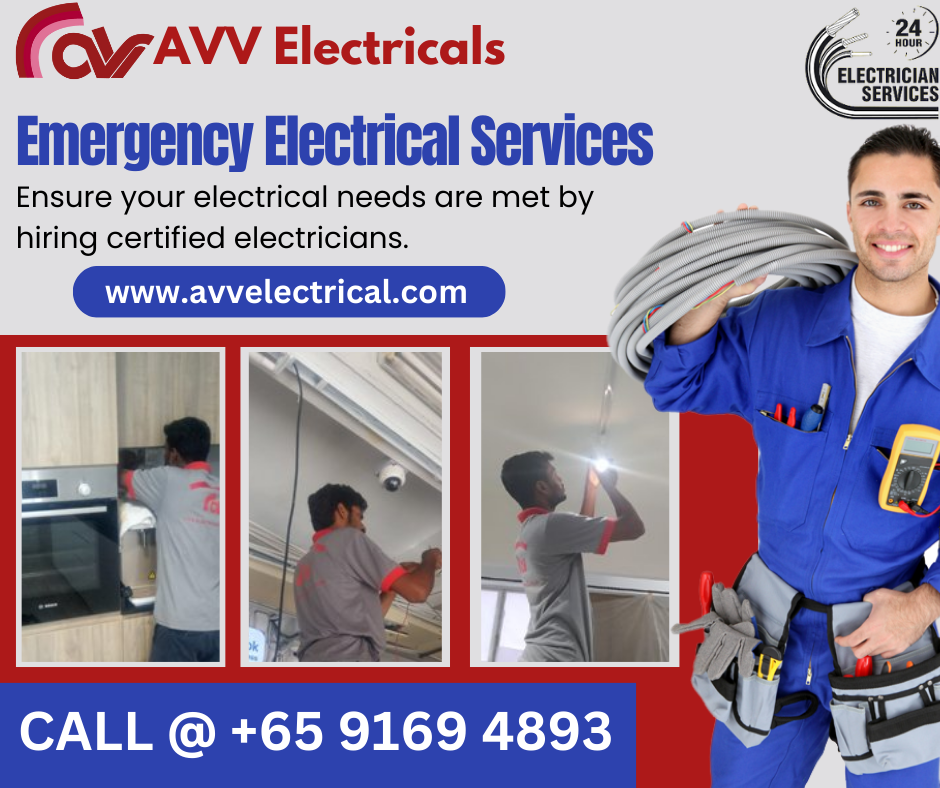 AVV Electricals
24
HOUR
ELECTRICIAN
SERVICES
Emergency Electrical Services
Ensure your electrical needs are met by
hiring certified electricians.
www.avvelectrical.com
CALL @ +65 9169 4893